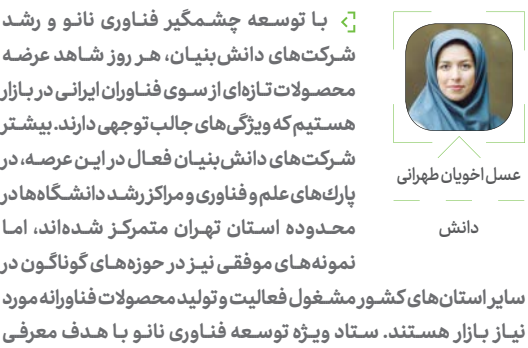 با توسعه چشمگیر فناوری نانو و رشد
شرکت‌های دانش‌بنیان، هر روز شاهد عرضه
محصولات تازه‌ای از سوی فناوران ایرانی در بازار
هستیم که ویژگی‌های جالب توجهی دارند. بیشتر
شرکت‌های دانش‌بنیان فعال در این عرصه، در
پارک‌های علم و فناوری و مراکز رشد دانشگاه‌ها در
محدوده استان تهران متمرکز شده‌اند، اما
نمونه‌های موفقی نیز در حوزه‌های گوناگون در
سایر استان‌های کشور مشغول فعالیت و تولید محصولات فناورانه مورد
نیاز بازار هستند. ستاد ویژه توسعه فناوری نانو با هدف معرفی
عسل اخویان طهرانی
دانش